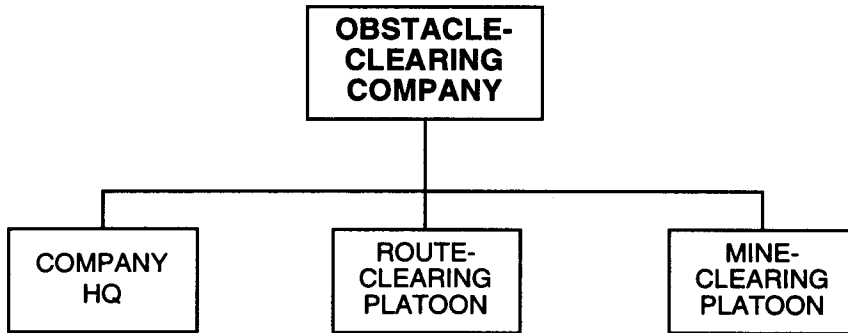 OBSTACLE-
CLEARING
COMPANY
COMPANY
HQ
ROUTE-
CLEARING
PLATOON
MINE-
CLEARING
PLATOON